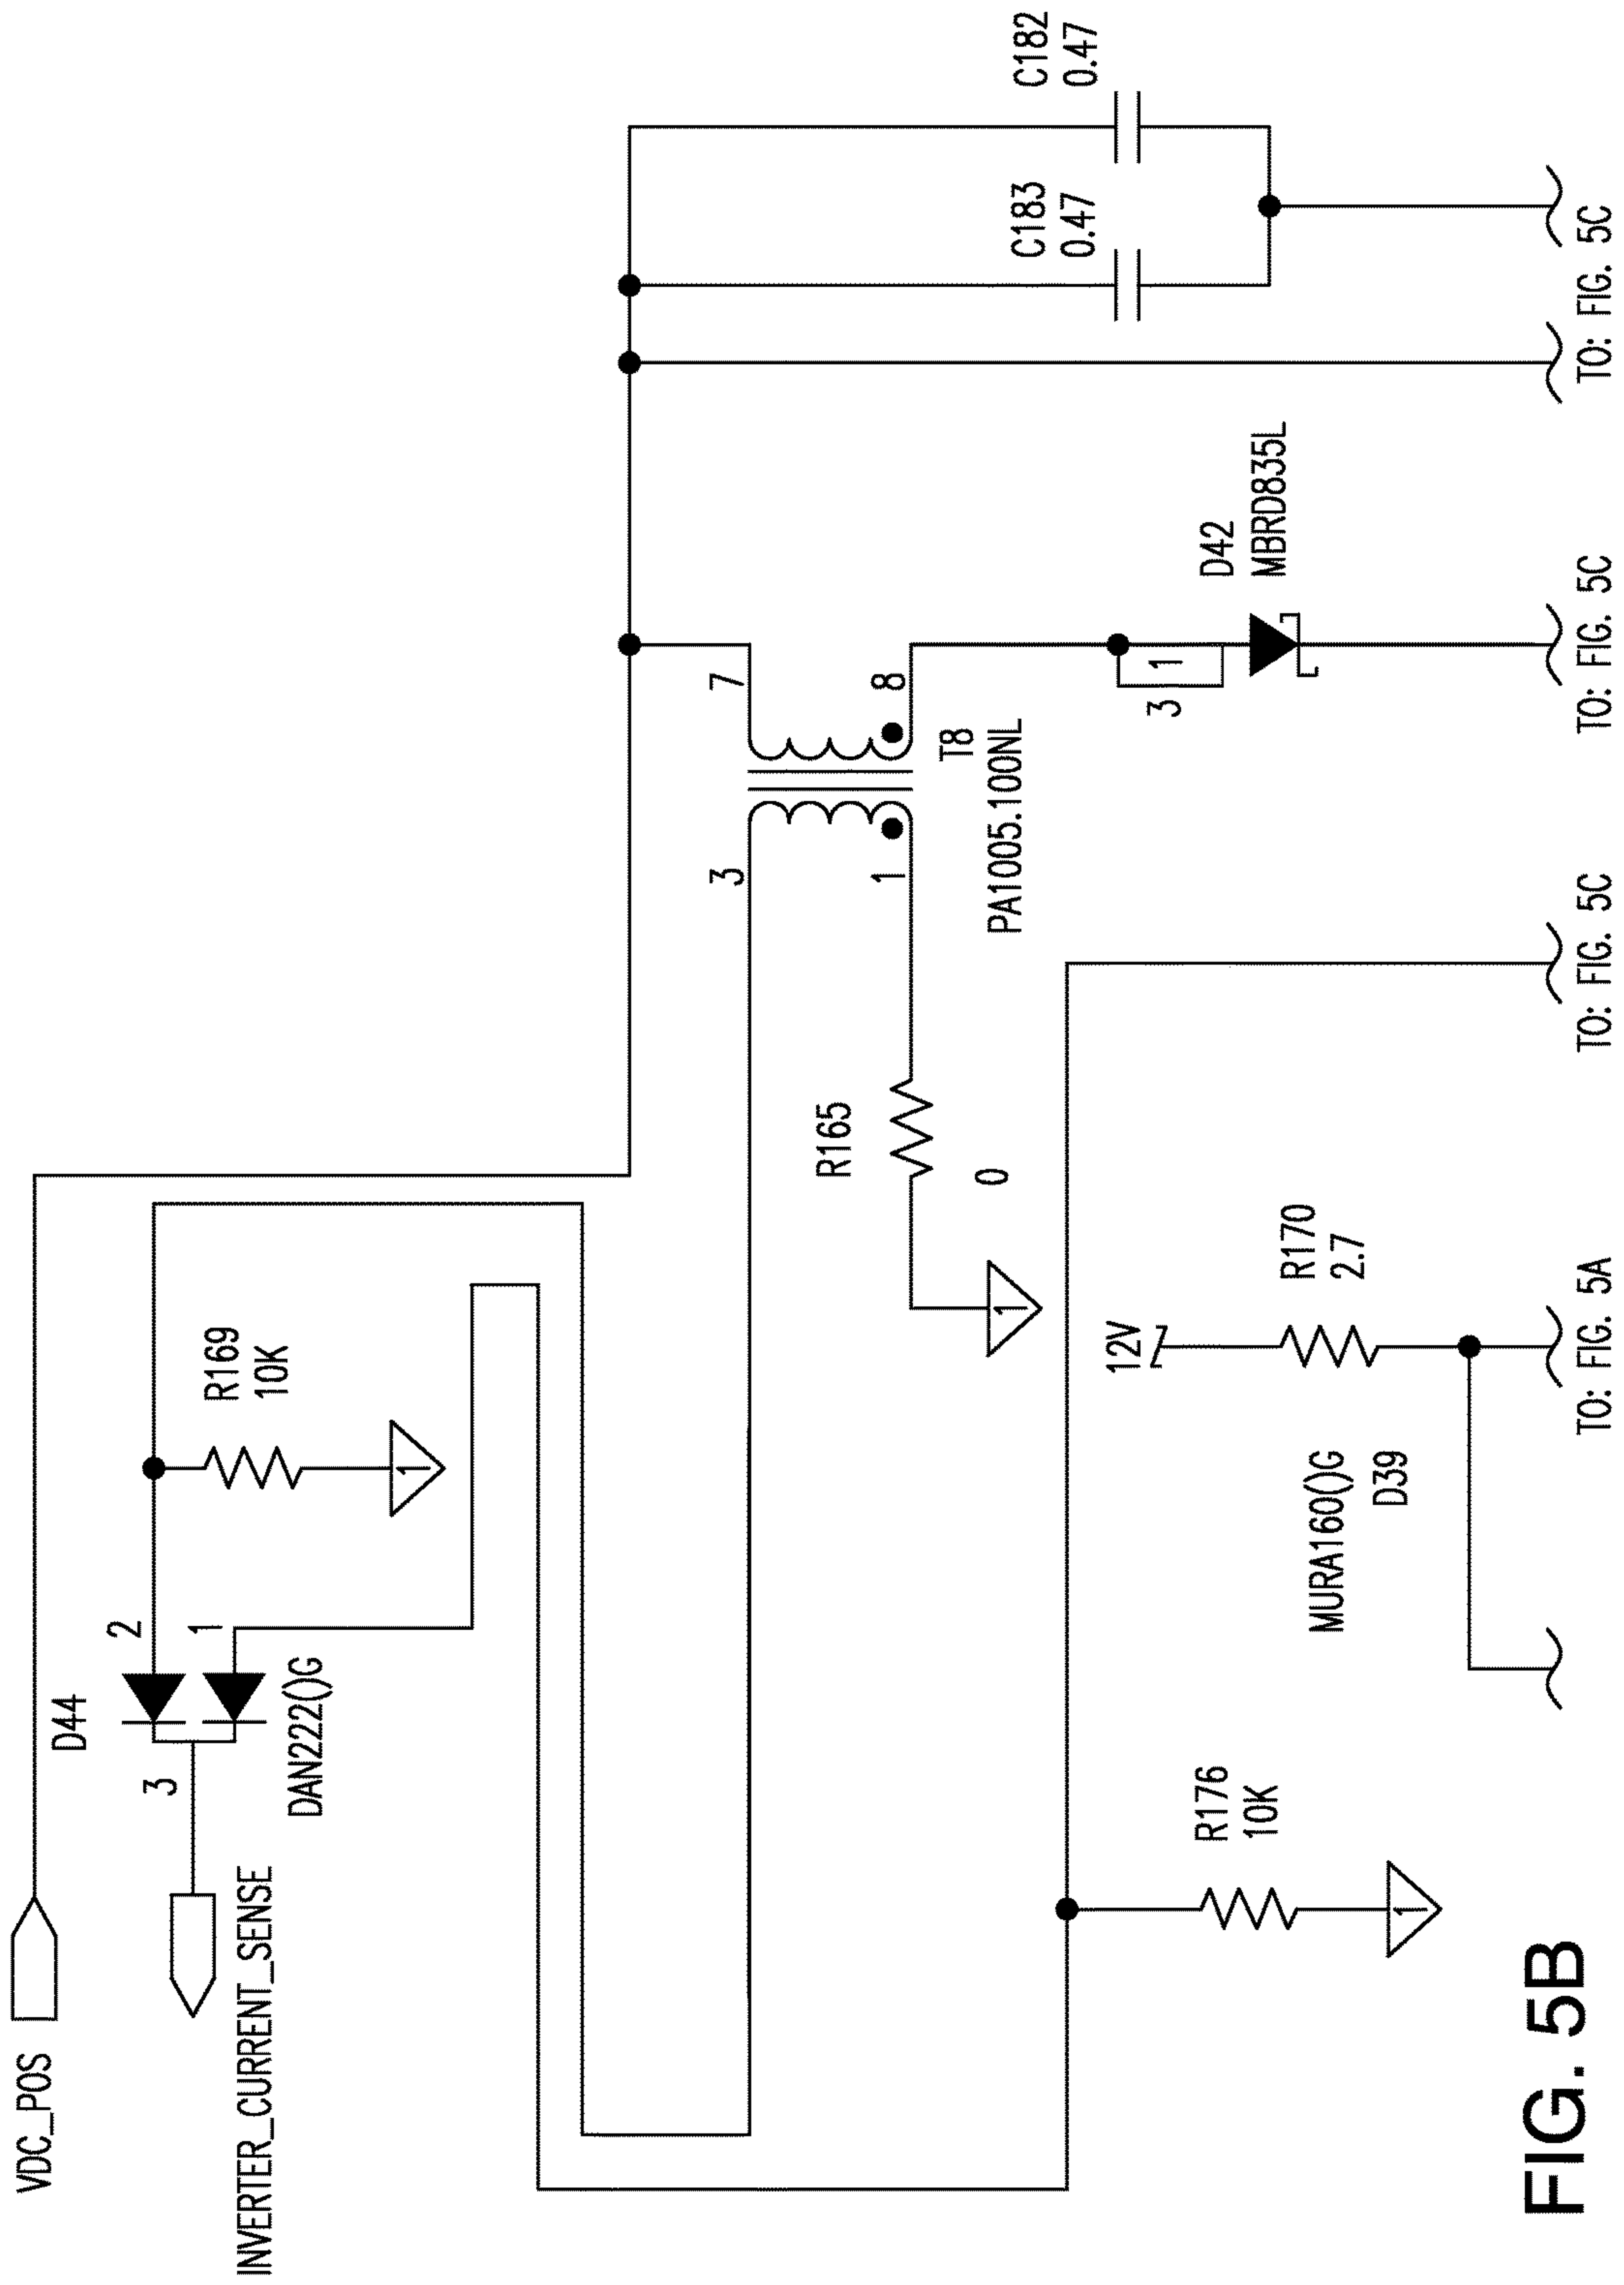 VDC_POS
INVERTER_CURRENT_SENSE
D44
3
2
1
DAN222()G
R169
10K
1
C182
0.47
C183
0.47
7
8
3
1
T8
PA1005.100NL
R165
0
1
D42
MBRD835L
3
1
12V
R170
2.7
MURA160()G
D39
R176
10K
1
TO: FIG. 5A
TO: FIG. 5C
TO: FIG. 5C
TO: FIG. 5C
FIG. 5B